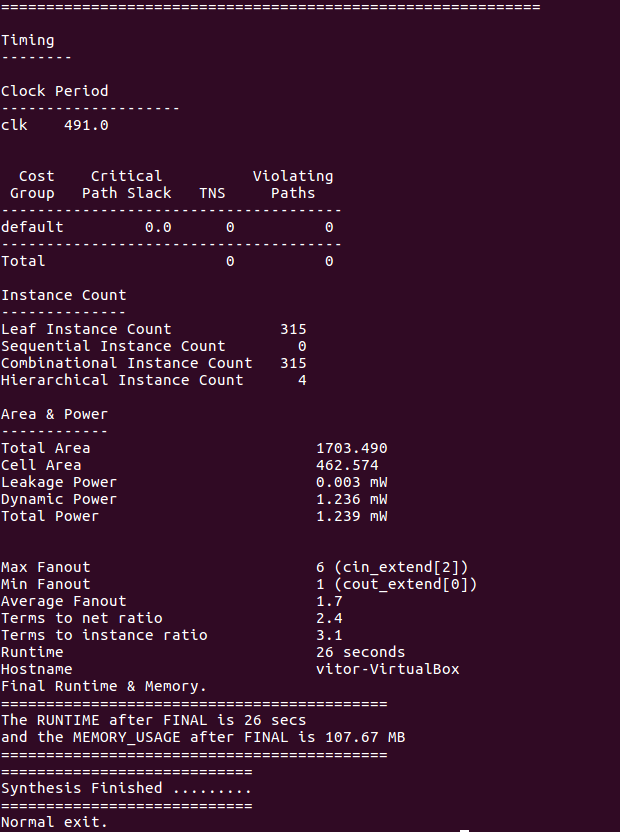 ============================================================
Timing
--------
Clock Period
--------------------
clk    491.0
  Cost    Critical          Violating
 Group   Path Slack   TNS     Paths
--------------------------------------
default         0.0      0          0
--------------------------------------
Total                    0          0
Instance Count
--------------
Leaf Instance Count            315
Sequential Instance Count        0
Combinational Instance Count   315
Hierarchical Instance Count      4
Area & Power
------------
Total Area                         1703.490
Cell Area                          462.574
Leakage Power                      0.003 mW
Dynamic Power                      1.236 mW
Total Power                        1.239 mW
Max Fanout                         6 (cin_extend[2])
Min Fanout                         1 (cout_extend[0])
Average Fanout                     1.7
Terms to net ratio                 2.4
Terms to instance ratio            3.1
Runtime                            26 seconds
Hostname                           vitor-VirtualBox
Final Runtime & Memory.
===========================================
The RUNTIME after FINAL is 26 secs
and the MEMORY_USAGE after FINAL is 107.67 MB
===========================================
============================
Synthesis Finished .........
============================
Normal exit.